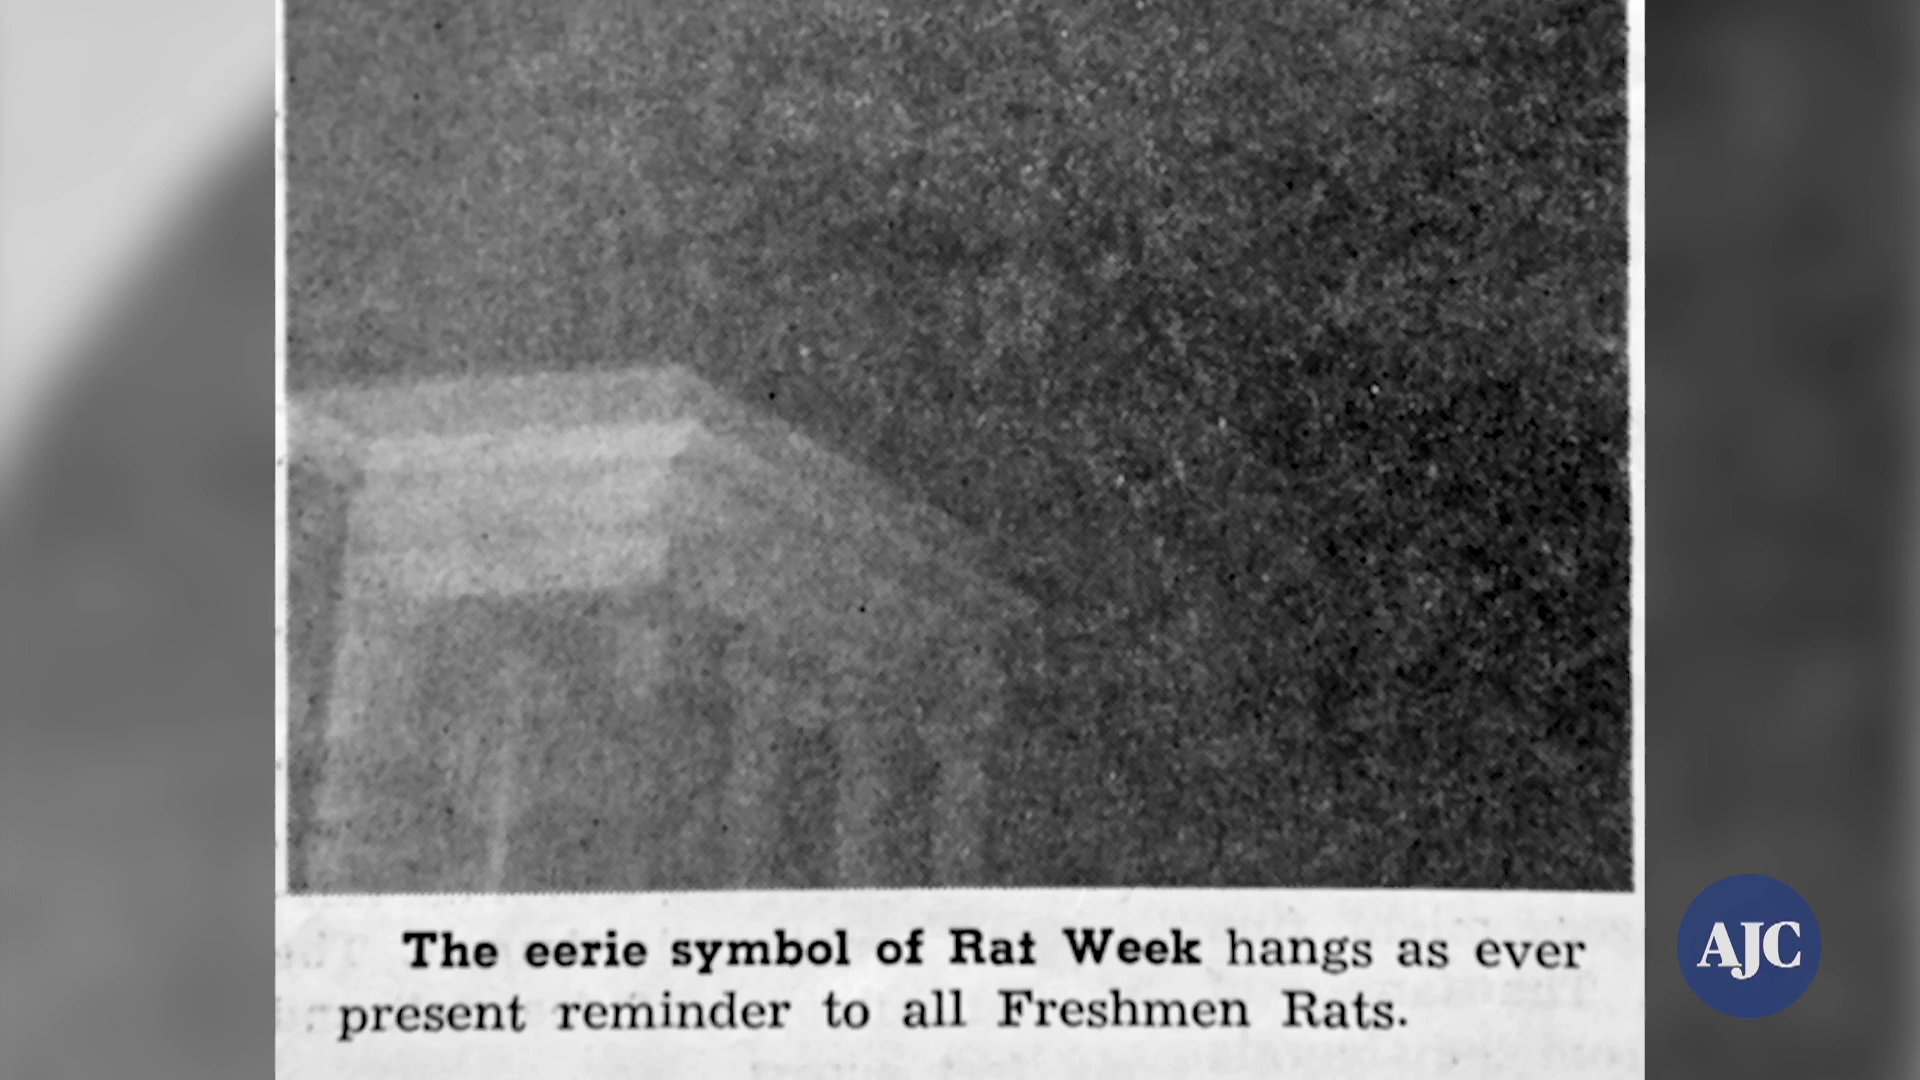 The eerie symbol of Rat Week hangs as ever
present reminder to all Freshmen Rats.
AJC